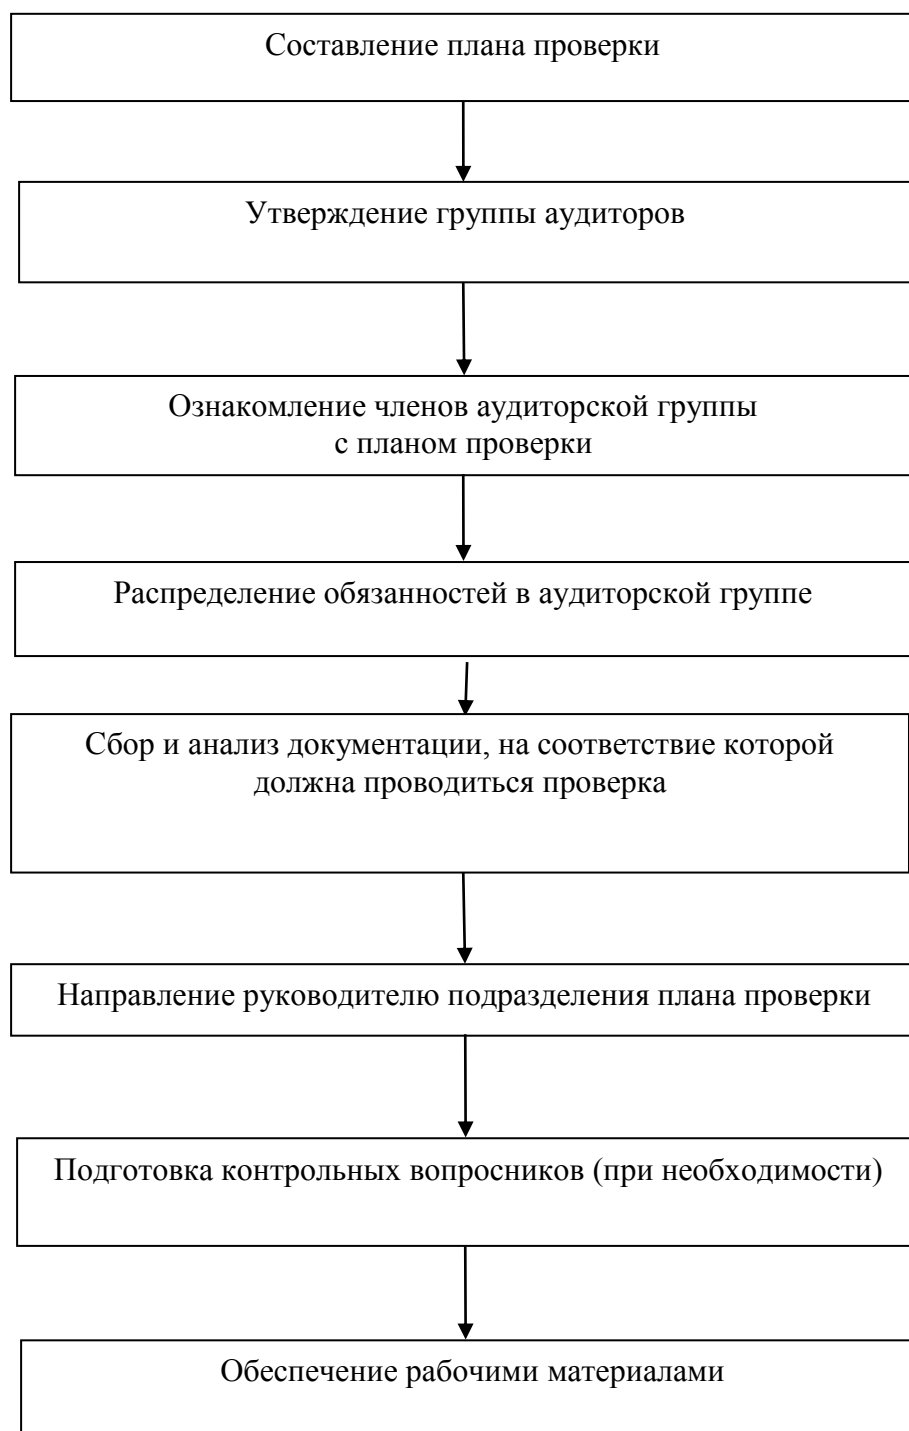 Составление плана проверки
Утверждение группы аудиторов
Ознакомление членов аудиторской группы
с планом проверки
Распределение обязанностей в аудиторской группе
Сбор и анализ документации, на соответствие которой
должна проводиться проверка
Направление руководителю подразделения плана проверки
Подготовка контрольных вопросников (при необходимости)
Обеспечение рабочими материалами